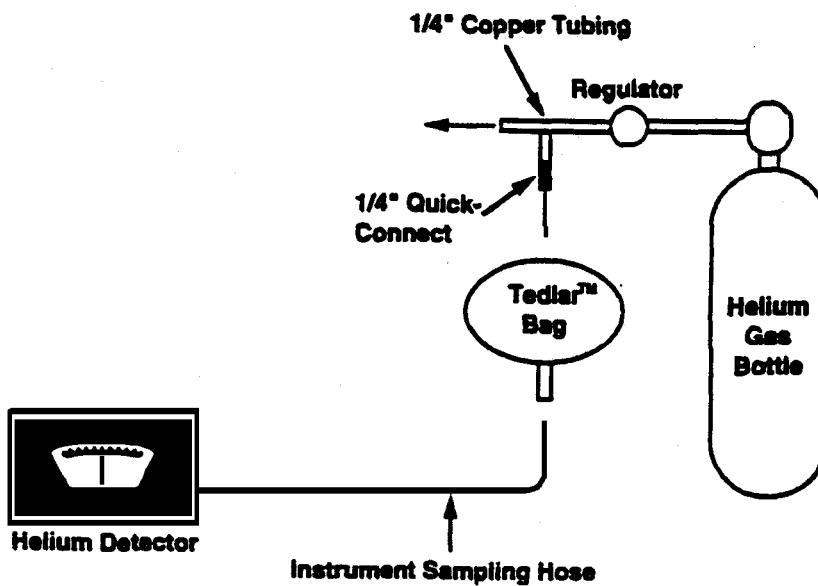 1/4" Copper Tubing
Regulator
1/4" Quick-
Connect
Tedlar™
Bag
Helium
Gas
Bottle
Helium Detector
Instrument Sampling Hose